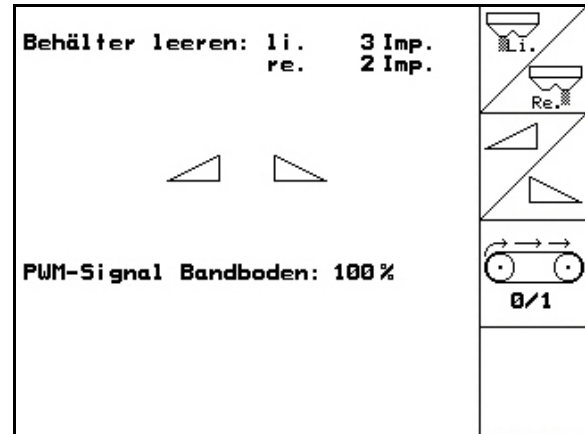 Behälter leeren: li. 3 Imp.
re. 2 Imp.
PWM-Signal Bandboden: 100 %
Li.
Re.
0/1